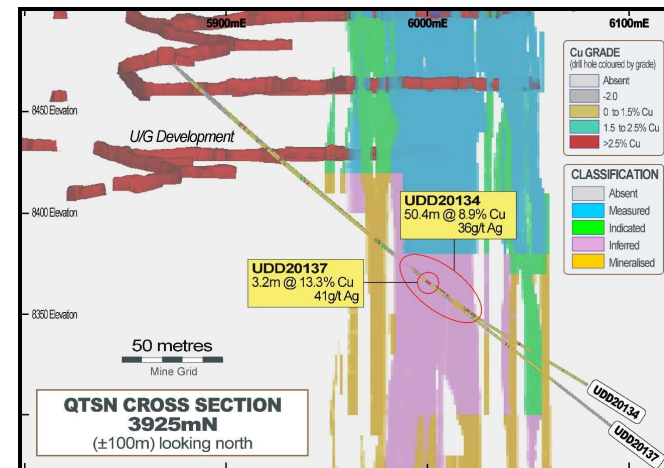 5900mE
6000mE
6100mE
Cu GRADE
(drill hole coloured by grade)
Absent
-2.0
0 to 1.5% Cu
1.5 to 2.5% Cu
>2.5% Cu
8450 Elevation
U/G Development
CLASSIFICATION
Absent
Measured
Indicated
Inferred
Mineralised
UDD20134
50.4m @ 8.9% Cu
36g/t Ag
8400 Elevation
UDD20137
3.2m @ 13.3% Cu
41g/t Ag
8350 Elevation
50 metres
Mine Grid
QTSN CROSS SECTION
3925mN
(±100m) looking north
UDD20134
UDD20137